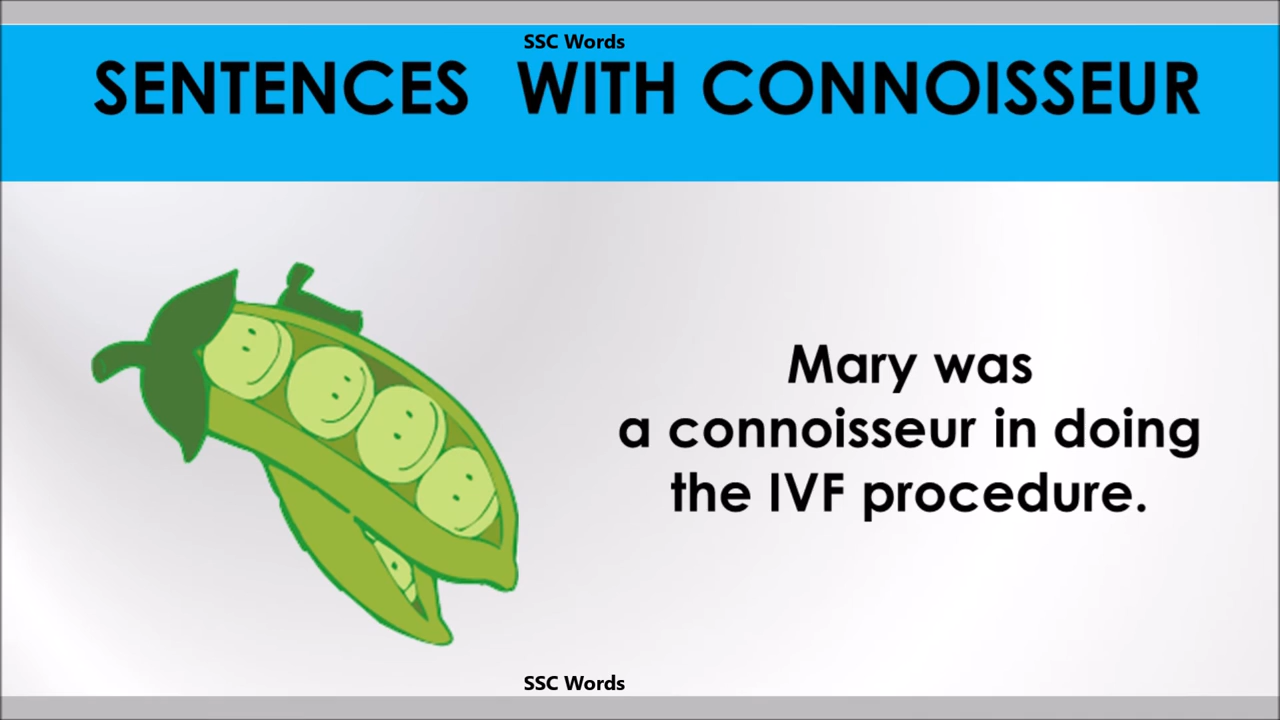 SSC Words
SENTENCES WITH CONNOISSEUR
Mary was
a connoisseur in doing
the IVF procedure.
SSC Words